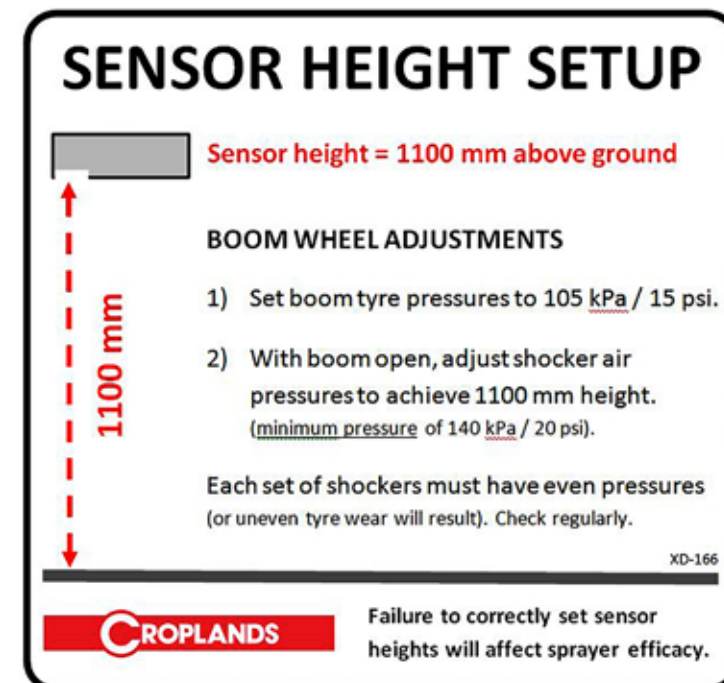 SENSOR HEIGHT SETUP
Sensor height = 1100 mm above ground
1100 mm
BOOM WHEEL ADJUSTMENTS
1) Set boom tyre pressures to 105 kPa / 15 psi.
2) With boom open, adjust shocker air
pressures to achieve 1100 mm height.
(minimum pressure of 140 kPa / 20 psi).
Each set of shockers must have even pressures
(or uneven tyre wear will result). Check regularly.
XD-166
CROPLANDS
Failure to correctly set sensor
heights will affect sprayer efficacy.